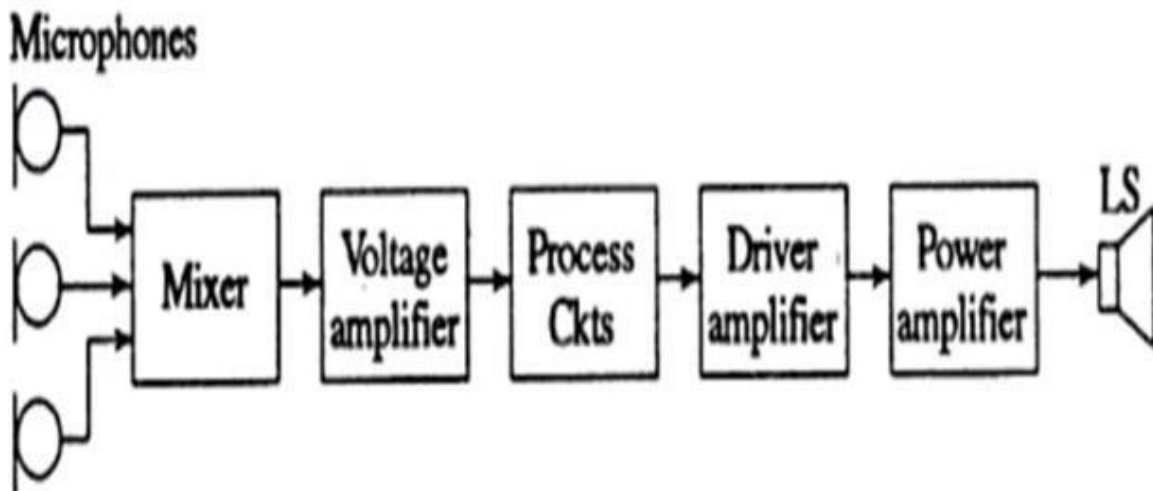 Microphones
LS
Mixer
Voltage
amplifier
Process
Ckts
Driver
amplifier
Power
amplifier